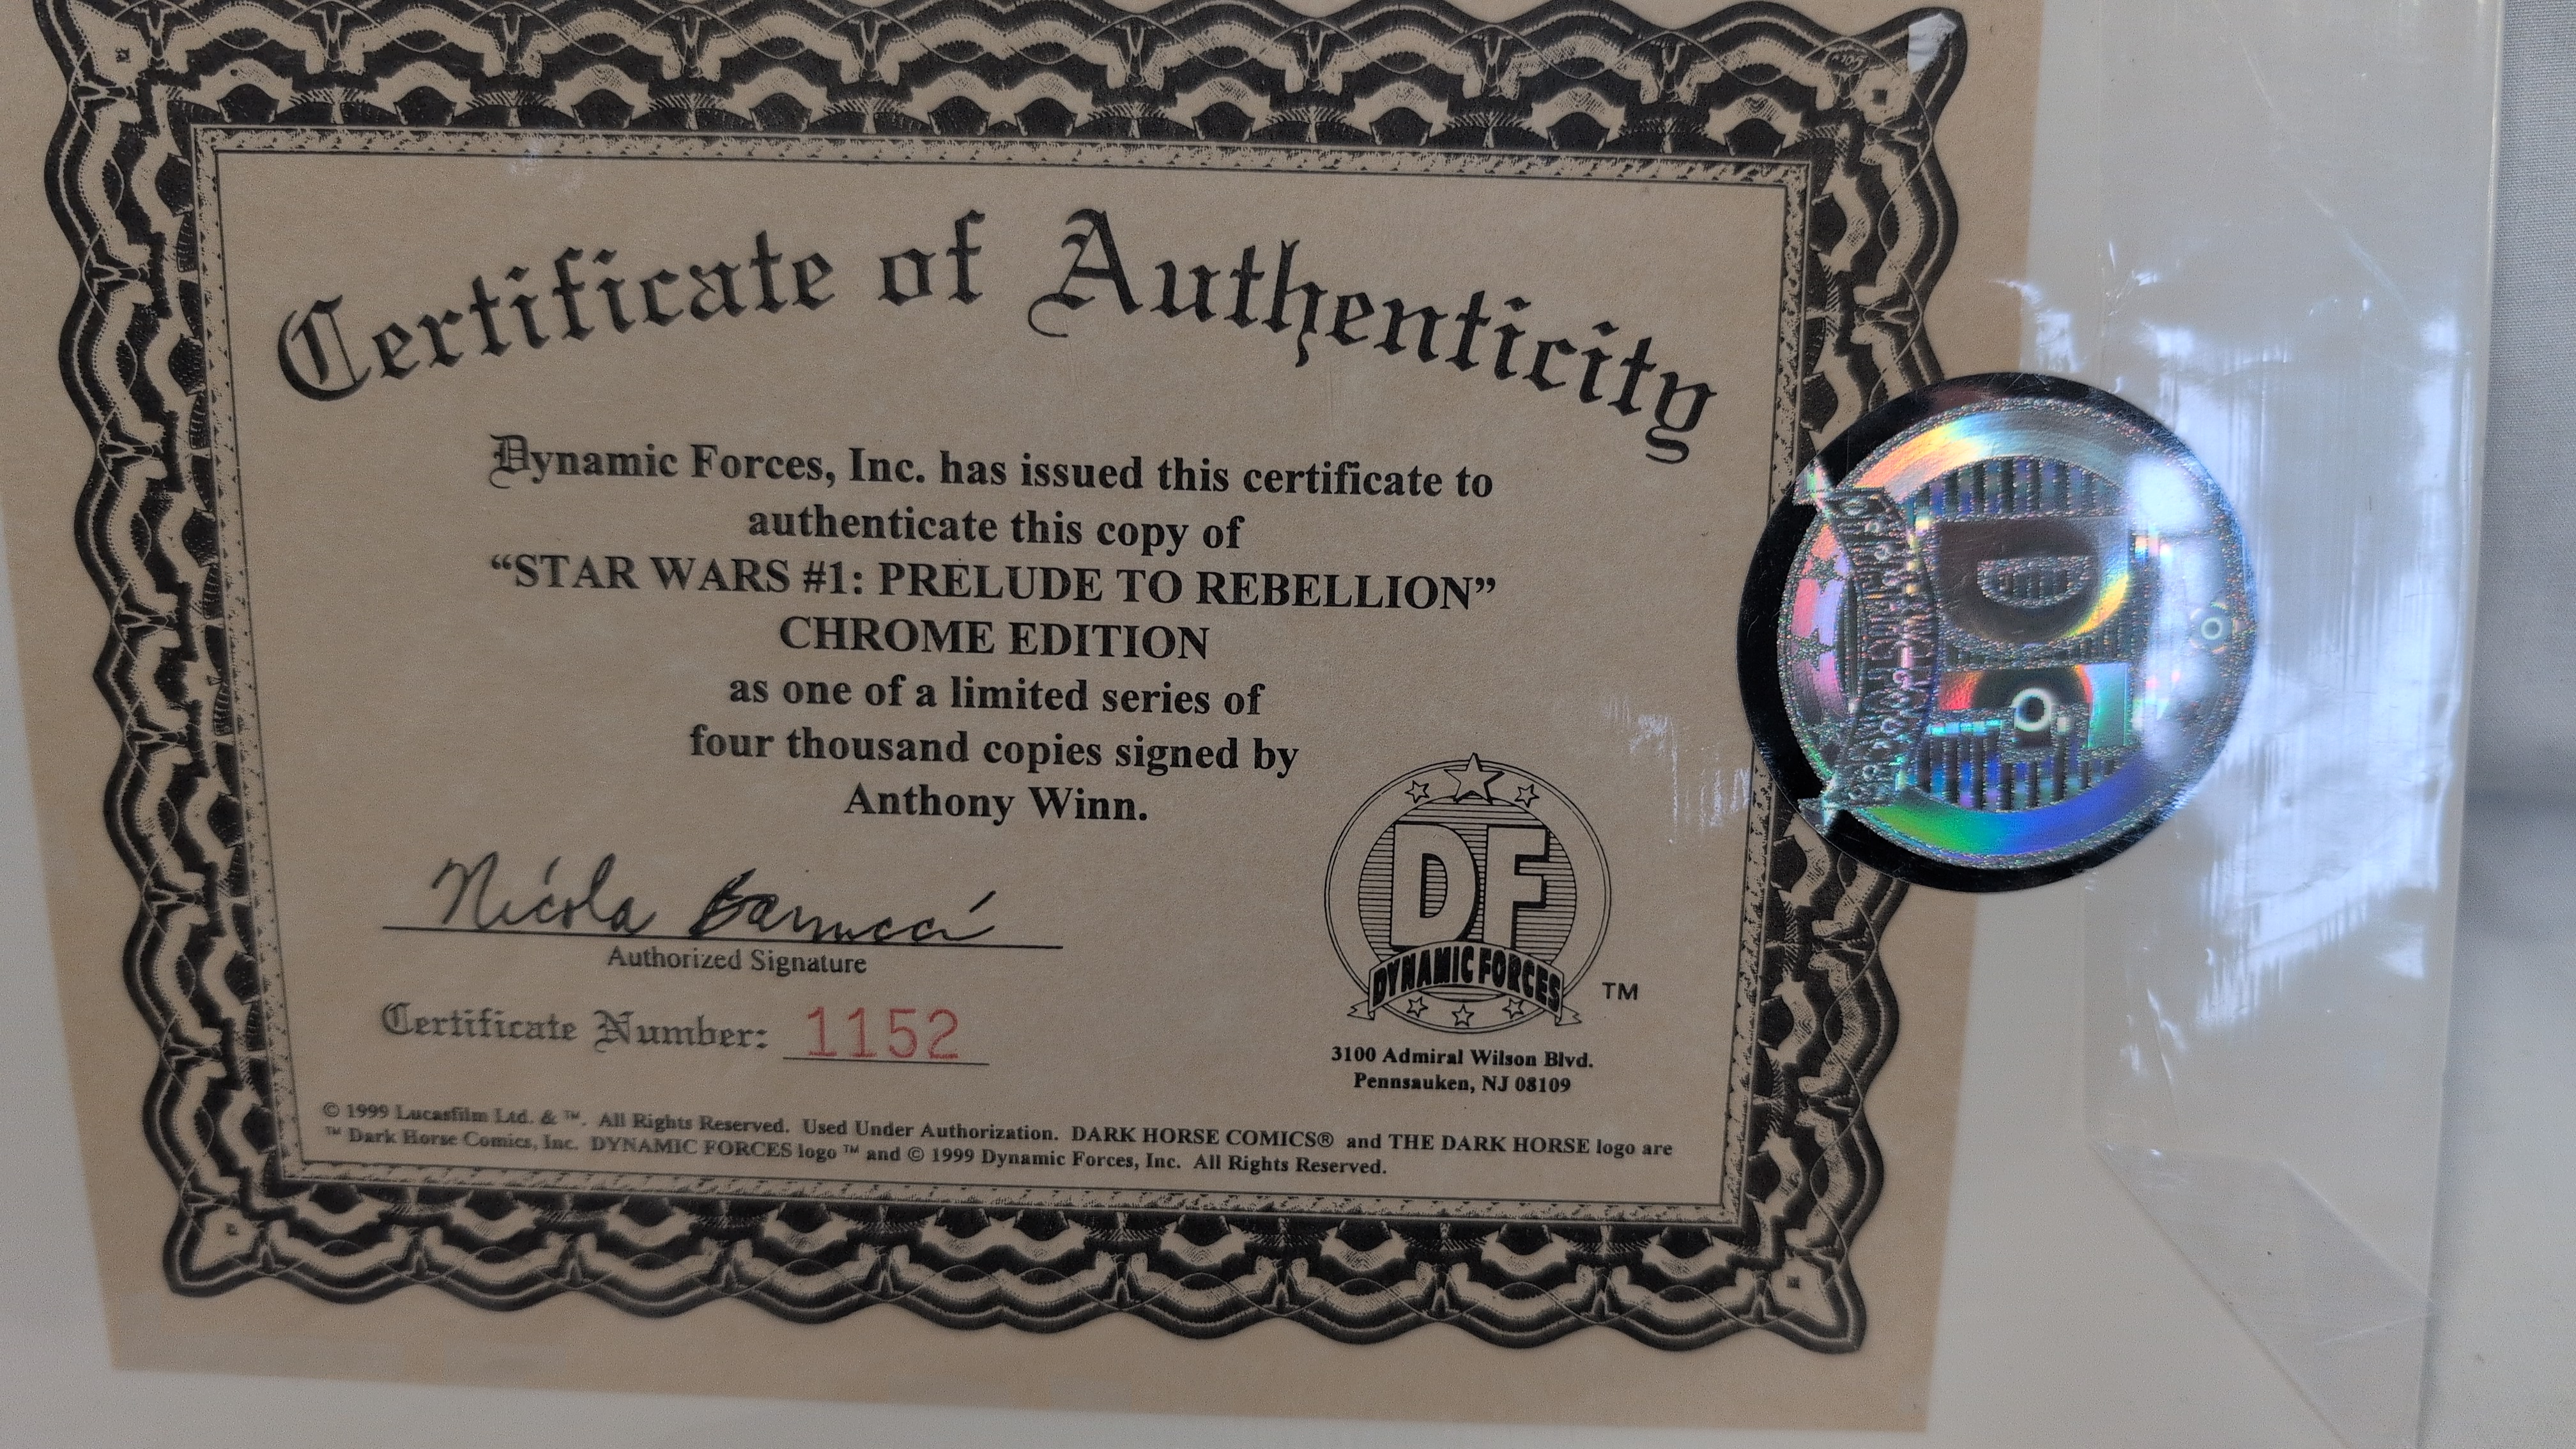 Certificate of Authenticity
Dynamic Forces, Inc. has issued this certificate to
authenticate this copy of
“STAR WARS #1: PRELUDE TO REBELLION”
CHROME EDITION
as one of a limited series of
four thousand copies signed by
Anthony Winn.
Nicola Barrucci
Authorized Signature
Certificate Number: 1152
DF
DYNAMIC FORCES
TM
3100 Admiral Wilson Blvd.
Pennsauken, NJ 08109
© 1999 Lucasfilm Ltd. & ™. All Rights Reserved. Used Under Authorization. DARK HORSE COMICS® and THE DARK HORSE logo are
™ Dark Horse Comics, Inc. DYNAMIC FORCES logo ™ and © 1999 Dynamic Forces, Inc. All Rights Reserved.
D